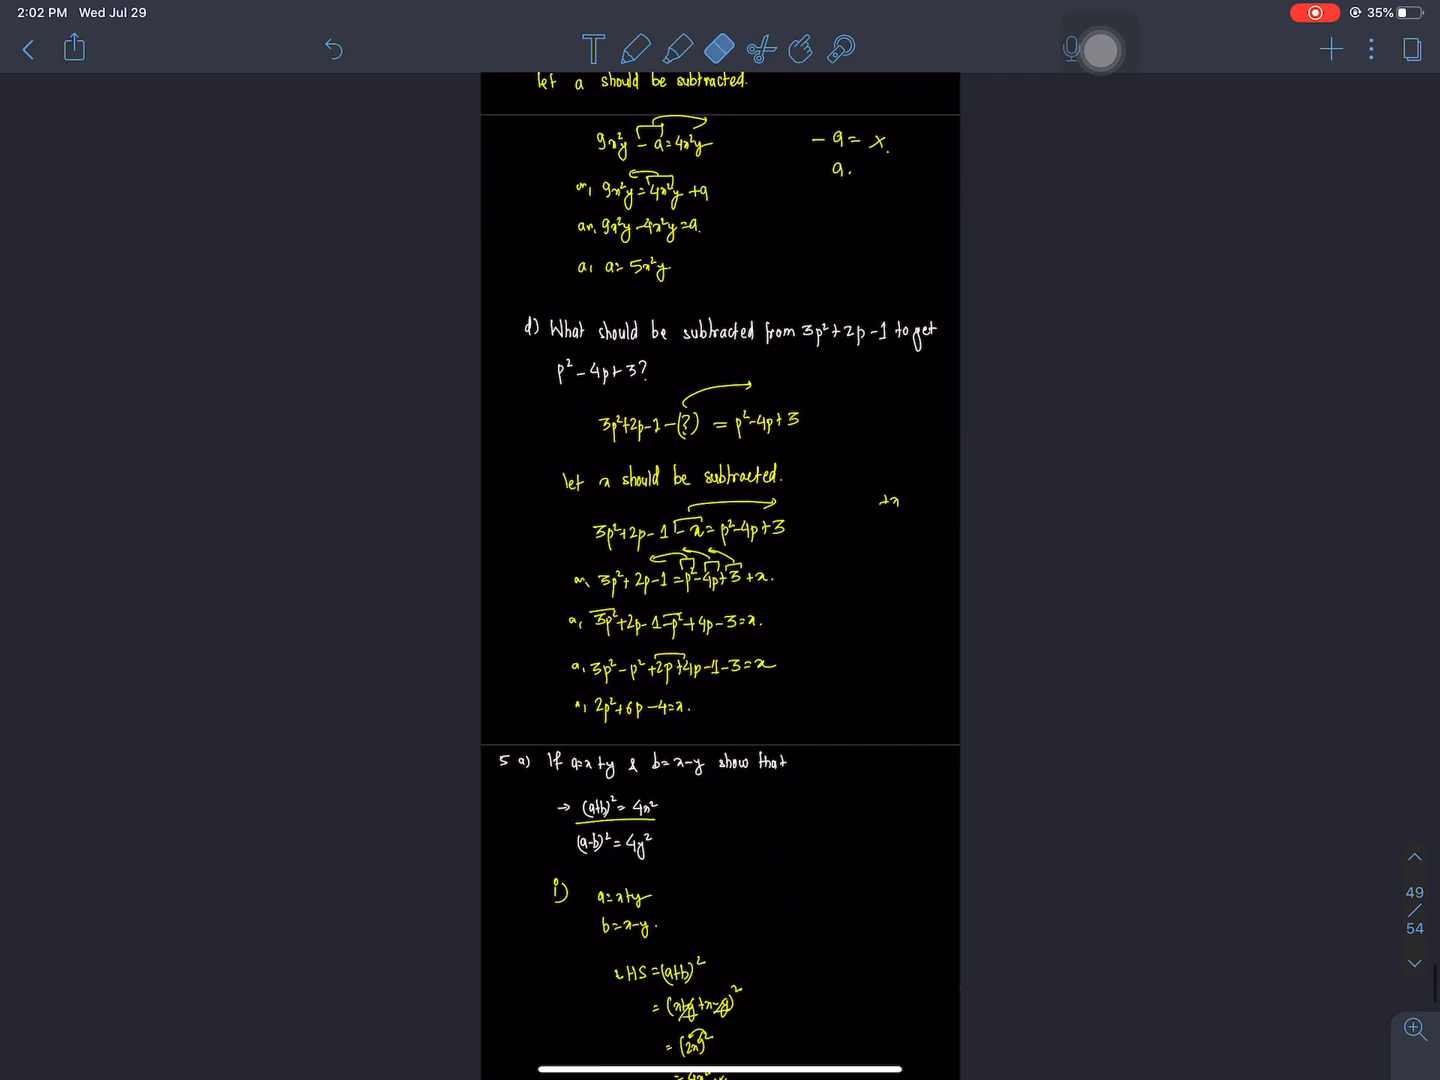 2:02 PM Wed Jul 29
35%
let a should be subtracted.
9x²y - a = 4x²y
- a = x.
a.
or, 9x²y = 4x²y + a
or, 9x²y - 4x²y = a.
or, a = 5x²y.
d) What should be subtracted from 3p² + 2p - 1 to get
p² - 4p + 3?
3p² + 2p - 1 - (?) = p² - 4p + 3
let x should be subtracted.
+x
3p² + 2p - 1 - x = p² - 4p + 3
or, 3p² + 2p - 1 = p² - 4p + 3 + x.
or, 3p² + 2p - 1 - p² + 4p - 3 = x.
or, 3p² - p² + 2p + 4p - 1 - 3 = x
or, 2p² + 6p - 4 = x.
5 a) If a = x + y & b = x - y show that
→ (a+b)² = 4x²
(a-b)² = 4y²
i) a = x + y
b = x - y.
LHS = (a+b)²
= (x + y + x - y)²
= (2x)²
49
/
54